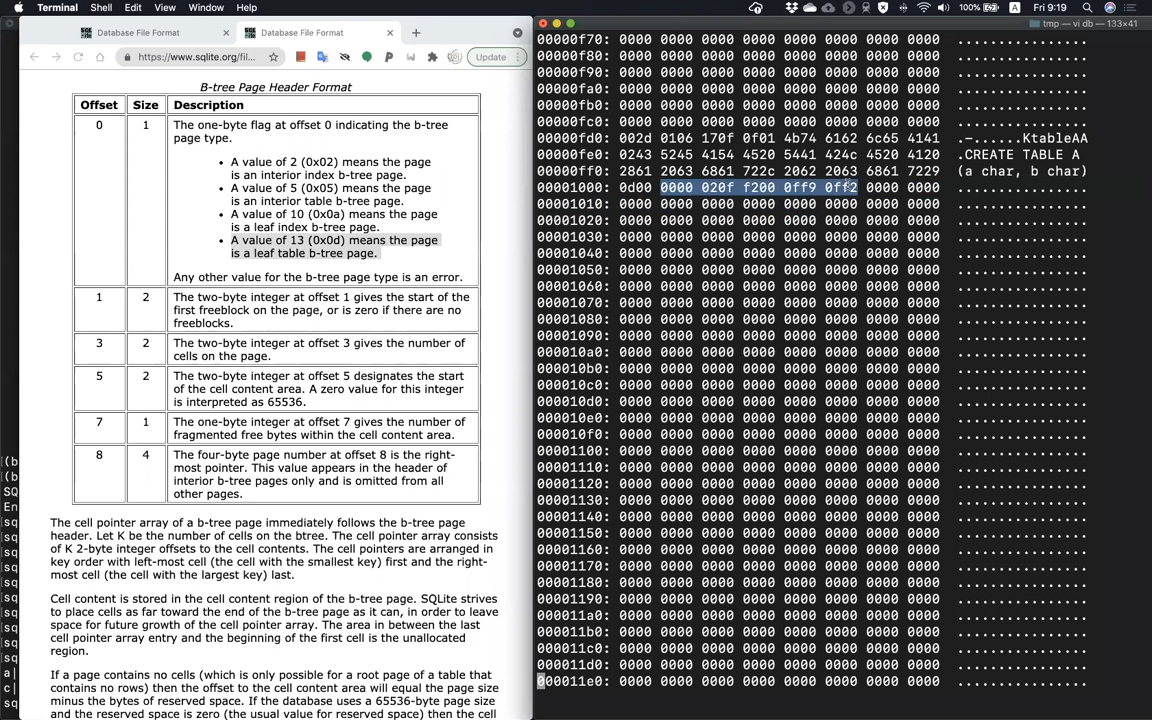 Terminal Shell Edit View Window Help 100% A Fri 9:19
Database File Format
Database File Format
tmp — vi db — 133×41
https://www.sqlite.org/fil...
Update
B-tree Page Header Format
Offset Size Description
0 1 The one-byte flag at offset 0 indicating the b-tree
page type.
• A value of 2 (0x02) means the page
is an interior index b-tree page.
• A value of 5 (0x05) means the page
is an interior table b-tree page.
• A value of 10 (0x0a) means the page
is a leaf index b-tree page.
• A value of 13 (0x0d) means the page
is a leaf table b-tree page.
Any other value for the b-tree page type is an error.
1 2 The two-byte integer at offset 1 gives the start of the
first freeblock on the page, or is zero if there are no
freeblocks.
3 2 The two-byte integer at offset 3 gives the number of
cells on the page.
5 2 The two-byte integer at offset 5 designates the start
of the cell content area. A zero value for this integer
is interpreted as 65536.
7 1 The one-byte integer at offset 7 gives the number of
fragmented free bytes within the cell content area.
8 4 The four-byte page number at offset 8 is the right-
most pointer. This value appears in the header of
interior b-tree pages only and is omitted from all
other pages.
The cell pointer array of a b-tree page immediately follows the b-tree page
header. Let K be the number of cells on the btree. The cell pointer array consists
of K 2-byte integer offsets to the cell contents. The cell pointers are arranged in
key order with left-most cell (the cell with the smallest key) first and the right-
most cell (the cell with the largest key) last.
Cell content is stored in the cell content region of the b-tree page. SQLite strives
to place cells as far toward the end of the b-tree page as it can, in order to leave
space for future growth of the cell pointer array. The area in between the last
cell pointer array entry and the beginning of the first cell is the unallocated
region.
If a page contains no cells (which is only possible for a root page of a table that
contains no rows) then the offset to the cell content area will equal the page size
minus the bytes of reserved space. If the database uses a 65536-byte page size
and the reserved space is zero (the usual value for reserved space) then the cell
(b
(b
SQ
En
sq
sq
sq
sq
sq
sq
sq
sq
sq
sq
a|
c|
sq
00000f70: 0000 0000 0000 0000 0000 0000 0000 0000 ................
00000f80: 0000 0000 0000 0000 0000 0000 0000 0000 ................
00000f90: 0000 0000 0000 0000 0000 0000 0000 0000 ................
00000fa0: 0000 0000 0000 0000 0000 0000 0000 0000 ................
00000fb0: 0000 0000 0000 0000 0000 0000 0000 0000 ................
00000fc0: 0000 0000 0000 0000 0000 0000 0000 0000 ................
00000fd0: 002d 0106 170f 0f01 4b74 6162 6c65 4141 .-......KtableAA
00000fe0: 0243 5245 4154 4520 5441 424c 4520 4120 .CREATE TABLE A
00000ff0: 2861 2063 6861 722c 2062 2063 6861 7229 (a char, b char)
00001000: 0d00 0000 020f f200 0ff9 0ff2 0000 0000 ................
00001010: 0000 0000 0000 0000 0000 0000 0000 0000 ................
00001020: 0000 0000 0000 0000 0000 0000 0000 0000 ................
00001030: 0000 0000 0000 0000 0000 0000 0000 0000 ................
00001040: 0000 0000 0000 0000 0000 0000 0000 0000 ................
00001050: 0000 0000 0000 0000 0000 0000 0000 0000 ................
00001060: 0000 0000 0000 0000 0000 0000 0000 0000 ................
00001070: 0000 0000 0000 0000 0000 0000 0000 0000 ................
00001080: 0000 0000 0000 0000 0000 0000 0000 0000 ................
00001090: 0000 0000 0000 0000 0000 0000 0000 0000 ................
000010a0: 0000 0000 0000 0000 0000 0000 0000 0000 ................
000010b0: 0000 0000 0000 0000 0000 0000 0000 0000 ................
000010c0: 0000 0000 0000 0000 0000 0000 0000 0000 ................
000010d0: 0000 0000 0000 0000 0000 0000 0000 0000 ................
000010e0: 0000 0000 0000 0000 0000 0000 0000 0000 ................
000010f0: 0000 0000 0000 0000 0000 0000 0000 0000 ................
00001100: 0000 0000 0000 0000 0000 0000 0000 0000 ................
00001110: 0000 0000 0000 0000 0000 0000 0000 0000 ................
00001120: 0000 0000 0000 0000 0000 0000 0000 0000 ................
00001130: 0000 0000 0000 0000 0000 0000 0000 0000 ................
00001140: 0000 0000 0000 0000 0000 0000 0000 0000 ................
00001150: 0000 0000 0000 0000 0000 0000 0000 0000 ................
00001160: 0000 0000 0000 0000 0000 0000 0000 0000 ................
00001170: 0000 0000 0000 0000 0000 0000 0000 0000 ................
00001180: 0000 0000 0000 0000 0000 0000 0000 0000 ................
00001190: 0000 0000 0000 0000 0000 0000 0000 0000 ................
000011a0: 0000 0000 0000 0000 0000 0000 0000 0000 ................
000011b0: 0000 0000 0000 0000 0000 0000 0000 0000 ................
000011c0: 0000 0000 0000 0000 0000 0000 0000 0000 ................
000011d0: 0000 0000 0000 0000 0000 0000 0000 0000 ................
000011e0: 0000 0000 0000 0000 0000 0000 0000 0000 ................